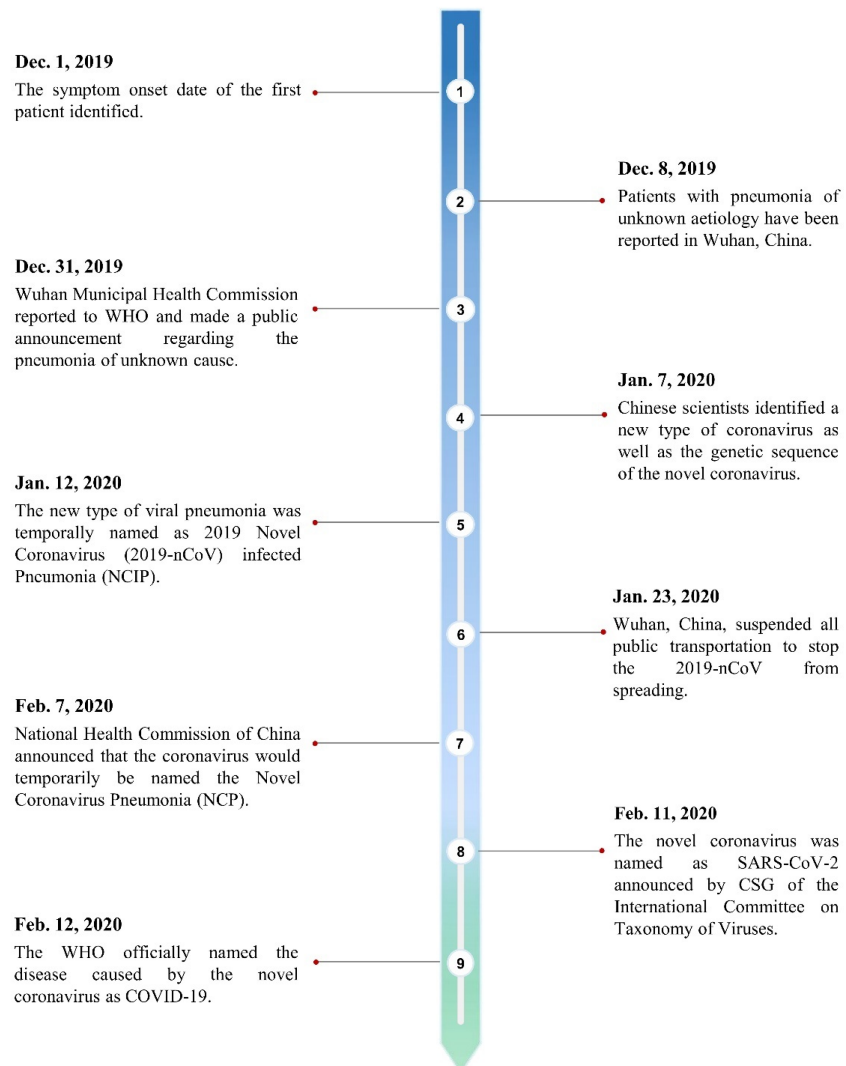 Dec. 1, 2019
The symptom onset date of the first
patient identified.
1
Dec. 8, 2019
Patients with pneumonia of
unknown aetiology have been
reported in Wuhan, China.
2
Dec. 31, 2019
Wuhan Municipal Health Commission
reported to WHO and made a public
announcement regarding the
pneumonia of unknown cause.
3
Jan. 7, 2020
Chinese scientists identified a
new type of coronavirus as
well as the genetic sequence
of the novel coronavirus.
4
Jan. 12, 2020
The new type of viral pneumonia was
temporally named as 2019 Novel
Coronavirus (2019-nCoV) infected
Pneumonia (NCIP).
5
Jan. 23, 2020
Wuhan, China, suspended all
public transportation to stop
the 2019-nCoV from
spreading.
6
Feb. 7, 2020
National Health Commission of China
announced that the coronavirus would
temporarily be named the Novel
Coronavirus Pneumonia (NCP).
7
Feb. 11, 2020
The novel coronavirus was
named as SARS-CoV-2
announced by CSG of the
International Committee on
Taxonomy of Viruses.
8
Feb. 12, 2020
The WHO officially named the
disease caused by the novel
coronavirus as COVID-19.
9